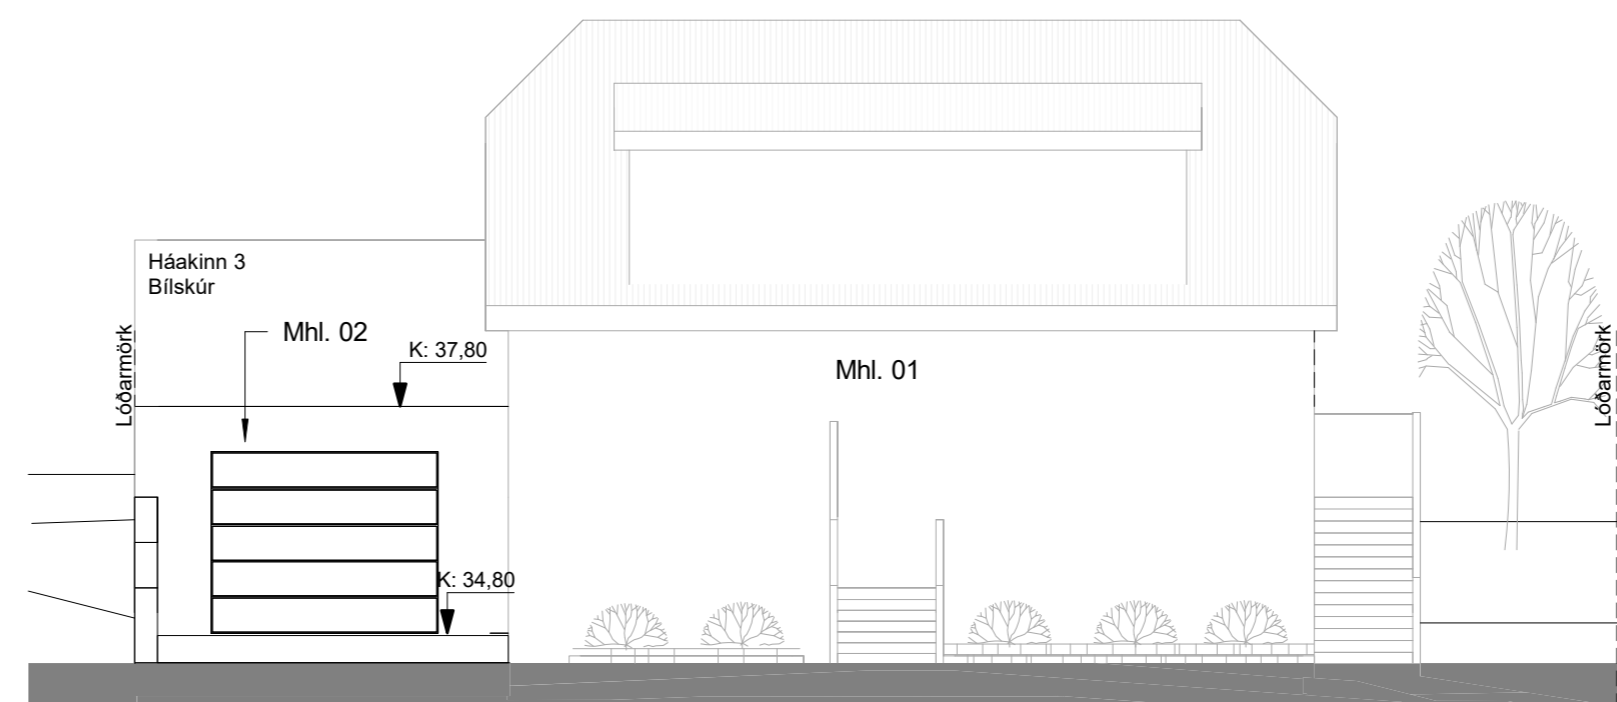 Háakinn 3
Bílskúr
Mhl. 02
K: 37,80
Lóðarmörk
Mhl. 01
Lóðarmörk
K: 34,80